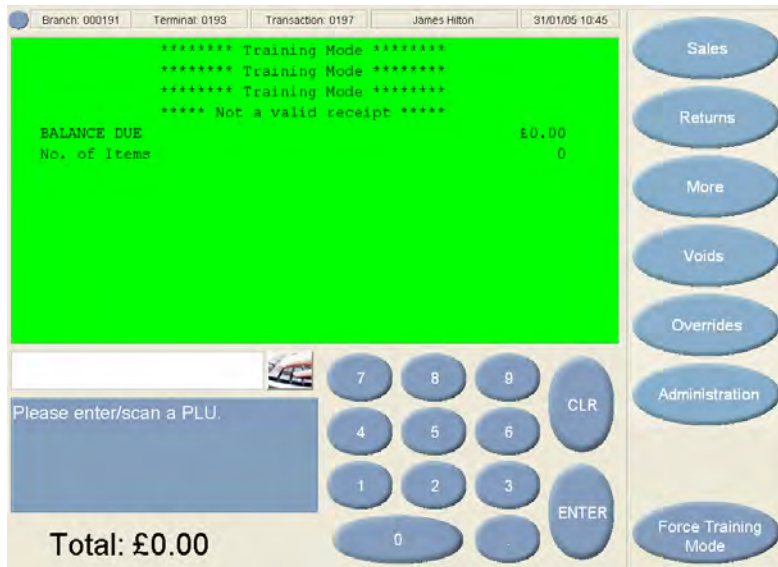 Branch: 000191 Terminal: 0193 Transaction: 0197 James Hilton 31/01/05 10:45
******** Training Mode ********
******** Training Mode ********
******** Training Mode ********
***** Not a valid receipt *****
BALANCE DUE £0.00
No. of Items 0
Sales
Returns
More
Voids
Overrides
Administration
Force Training
Mode
Please enter/scan a PLU.
7 8 9
CLR
4 5 6
1 2 3
ENTER
0 .
Total: £0.00